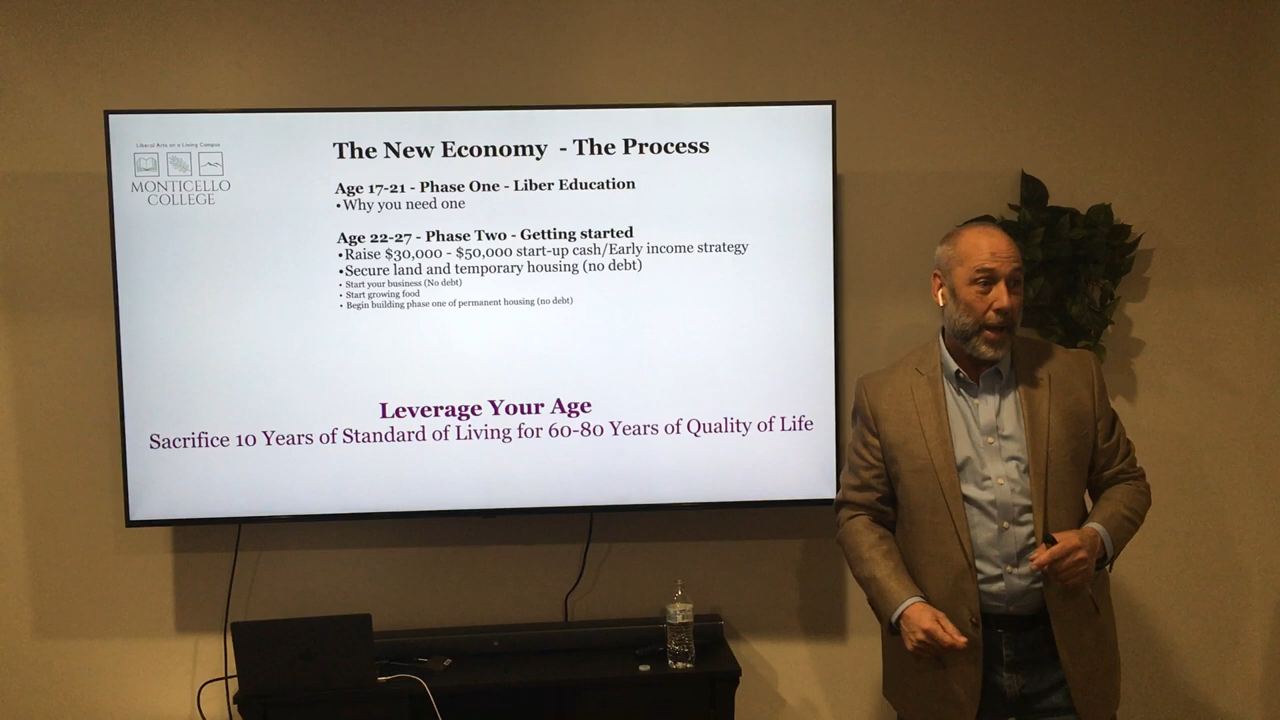 Liberal Arts on a Living Campus
MONTICELLO
COLLEGE
The New Economy - The Process
Age 17-21 - Phase One - Liber Education
•Why you need one
Age 22-27 - Phase Two - Getting started
•Raise $30,000 - $50,000 start-up cash/Early income strategy
•Secure land and temporary housing (no debt)
• Start your business (No debt)
• Start growing food
• Begin building phase one of permanent housing (no debt)
Leverage Your Age
Sacrifice 10 Years of Standard of Living for 60-80 Years of Quality of Life